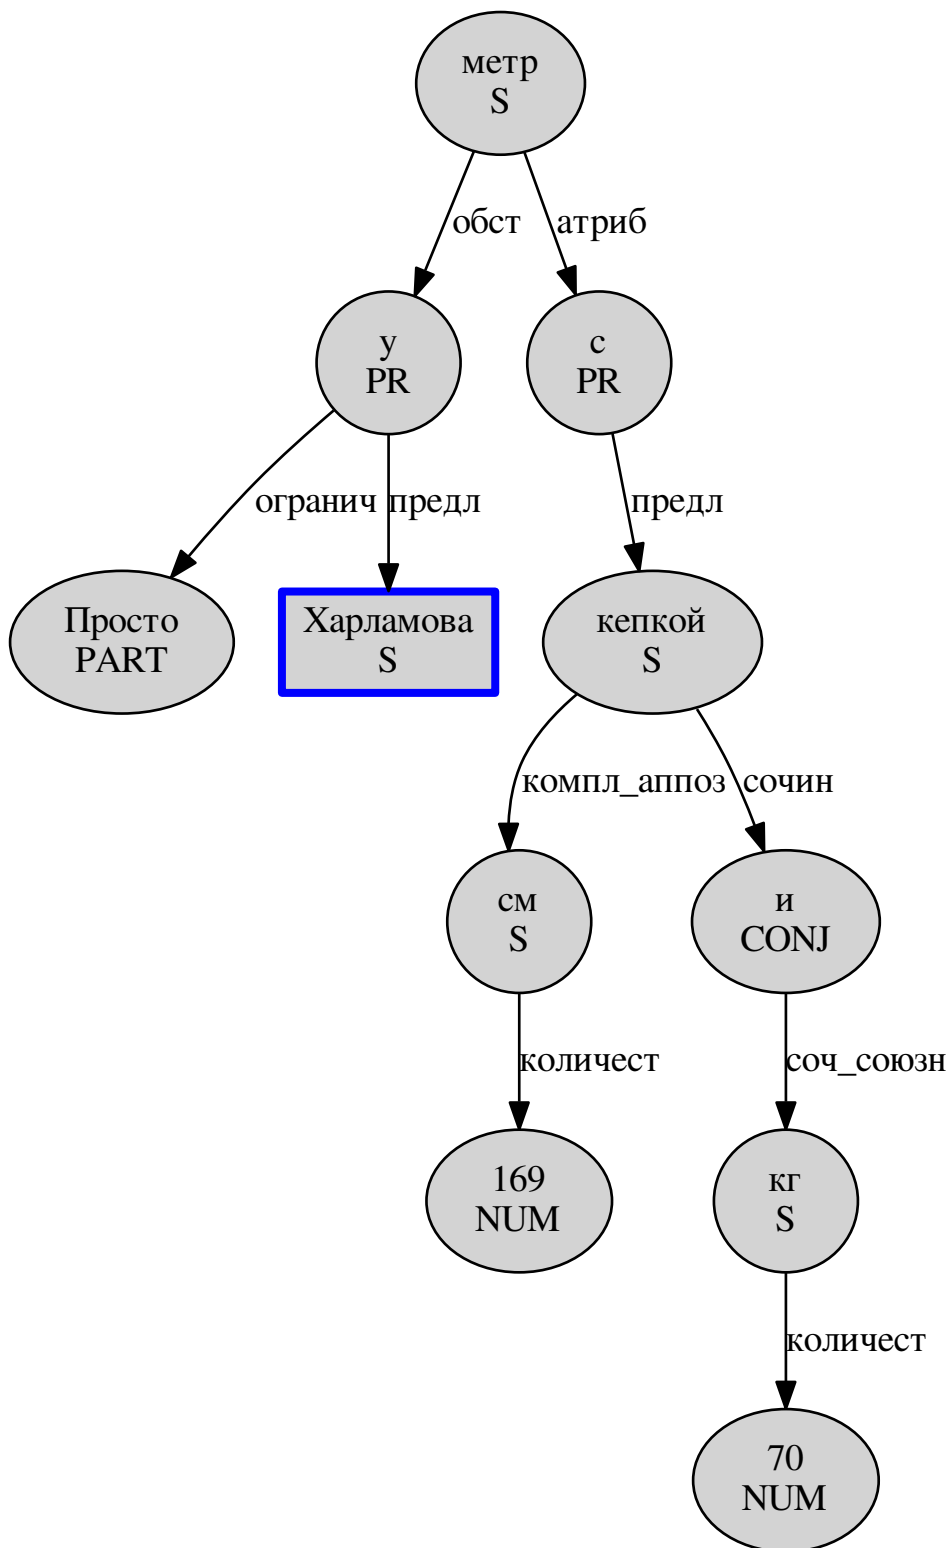 метр
S
обст
атриб
у
PR
с
PR
огранич
предл
предл
Просто
PART
Харламова
S
кепкой
S
компл_аппоз
сочин
см
S
и
CONJ
количест
соч_союзн
169
NUM
кг
S
количест
70
NUM